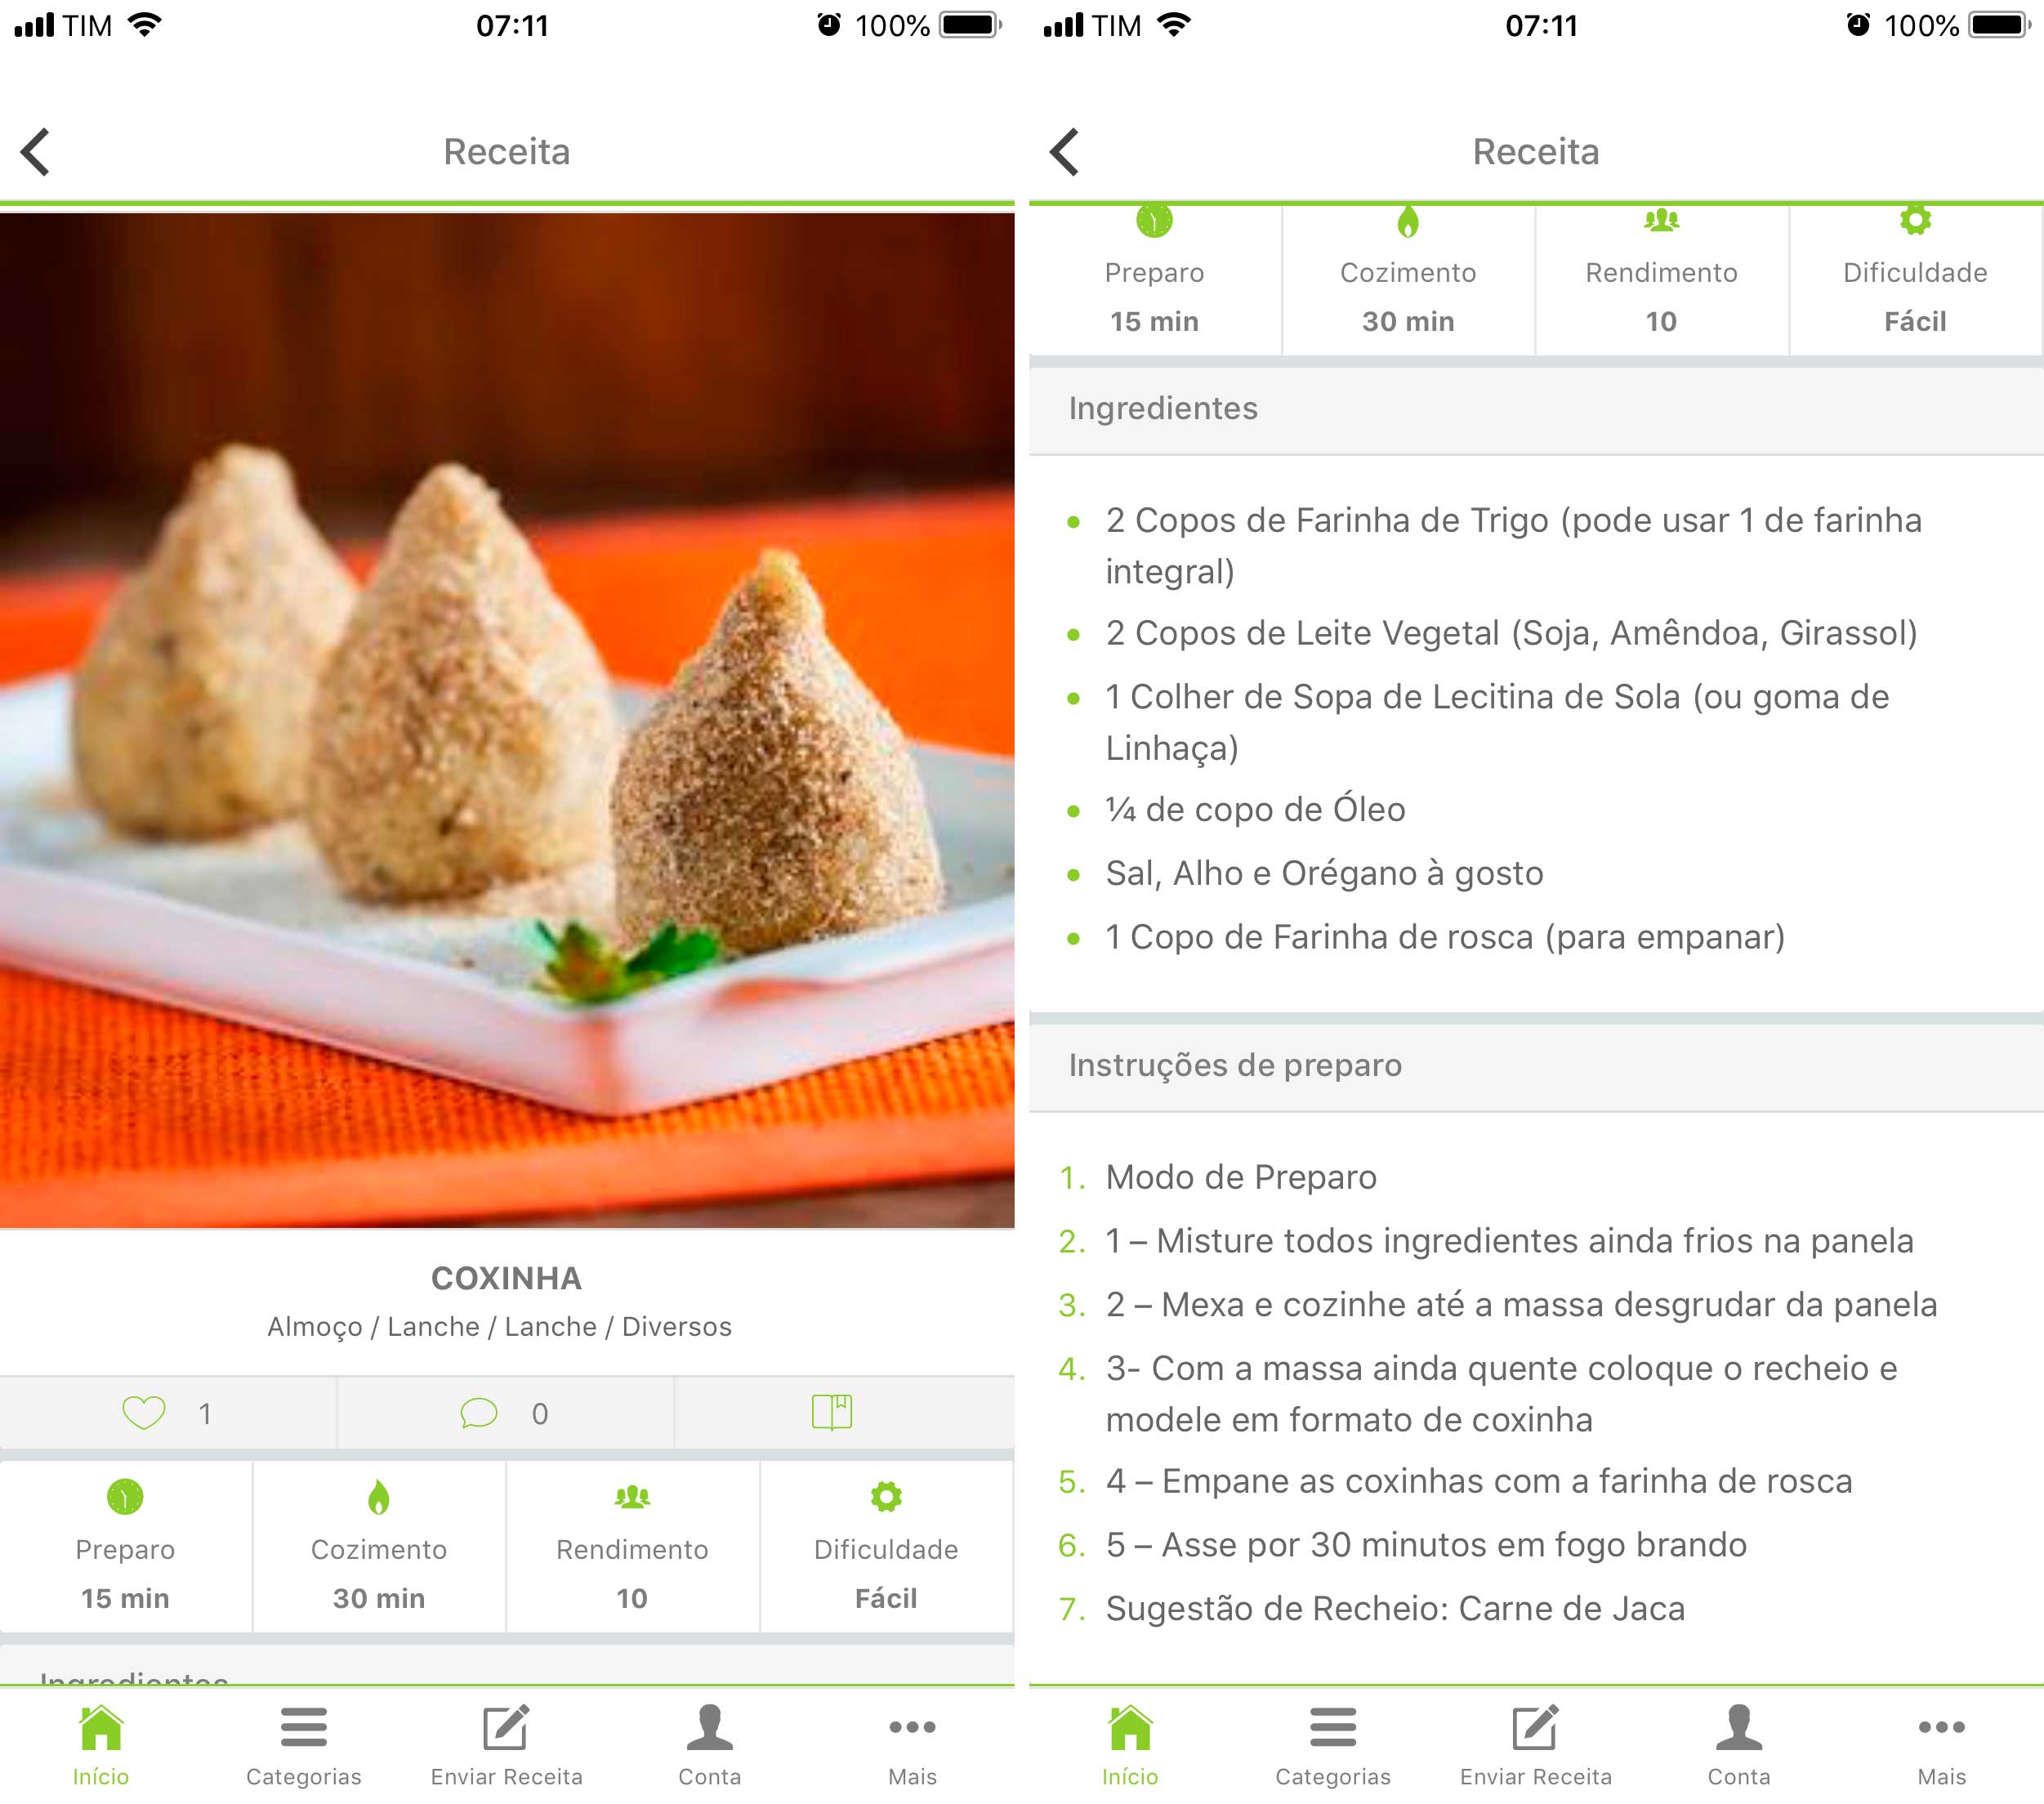 TIM 07:11 100%
Receita
COXINHA
Almoço / Lanche / Lanche / Diversos
1 0
Preparo Cozimento Rendimento Dificuldade
15 min 30 min 10 Fácil
Ingredientes
Início Categorias Enviar Receita Conta Mais
TIM 07:11 100%
Receita
Preparo Cozimento Rendimento Dificuldade
15 min 30 min 10 Fácil
Ingredientes
• 2 Copos de Farinha de Trigo (pode usar 1 de farinha
integral)
• 2 Copos de Leite Vegetal (Soja, Amêndoa, Girassol)
• 1 Colher de Sopa de Lecitina de Sola (ou goma de
Linhaça)
• ¼ de copo de Óleo
• Sal, Alho e Orégano à gosto
• 1 Copo de Farinha de rosca (para empanar)
Instruções de preparo
1. Modo de Preparo
2. 1 – Misture todos ingredientes ainda frios na panela
3. 2 – Mexa e cozinhe até a massa desgrudar da panela
4. 3- Com a massa ainda quente coloque o recheio e
modele em formato de coxinha
5. 4 – Empane as coxinhas com a farinha de rosca
6. 5 – Asse por 30 minutos em fogo brando
7. Sugestão de Recheio: Carne de Jaca
Início Categorias Enviar Receita Conta Mais